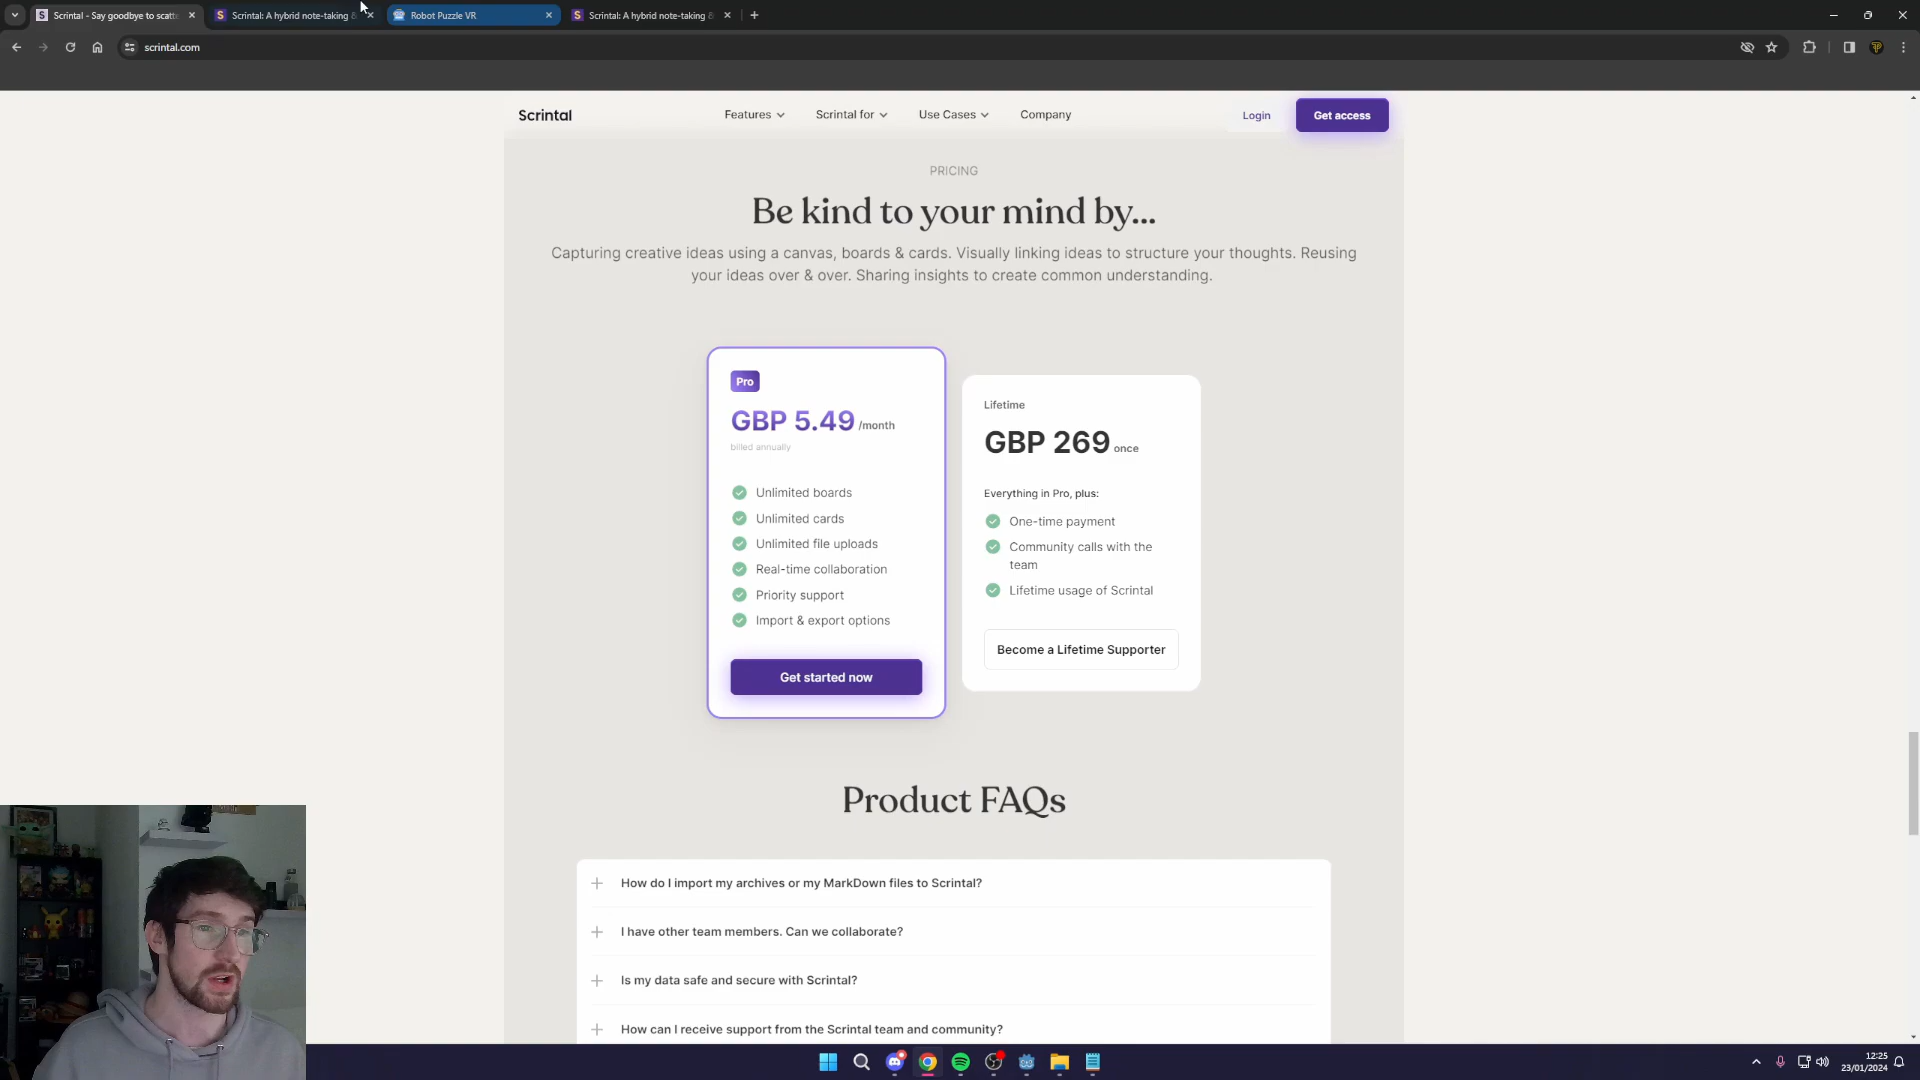 Scrintal - Say goodbye to scatte
Scrintal: A hybrid note-taking &
Robot Puzzle VR
Scrintal: A hybrid note-taking &
scrintal.com
Scrintal
Features
Scrintal for
Use Cases
Company
Login
Get access
PRICING
Be kind to your mind by...
Capturing creative ideas using a canvas, boards & cards. Visually linking ideas to structure your thoughts. Reusing
your ideas over & over. Sharing insights to create common understanding.
Pro
GBP 5.49 /month
billed annually
Unlimited boards
Unlimited cards
Unlimited file uploads
Real-time collaboration
Priority support
Import & export options
Get started now
Lifetime
GBP 269 once
Everything in Pro, plus:
One-time payment
Community calls with the
team
Lifetime usage of Scrintal
Become a Lifetime Supporter
Product FAQs
How do I import my archives or my MarkDown files to Scrintal?
I have other team members. Can we collaborate?
Is my data safe and secure with Scrintal?
How can I receive support from the Scrintal team and community?
12:25
23/01/2024